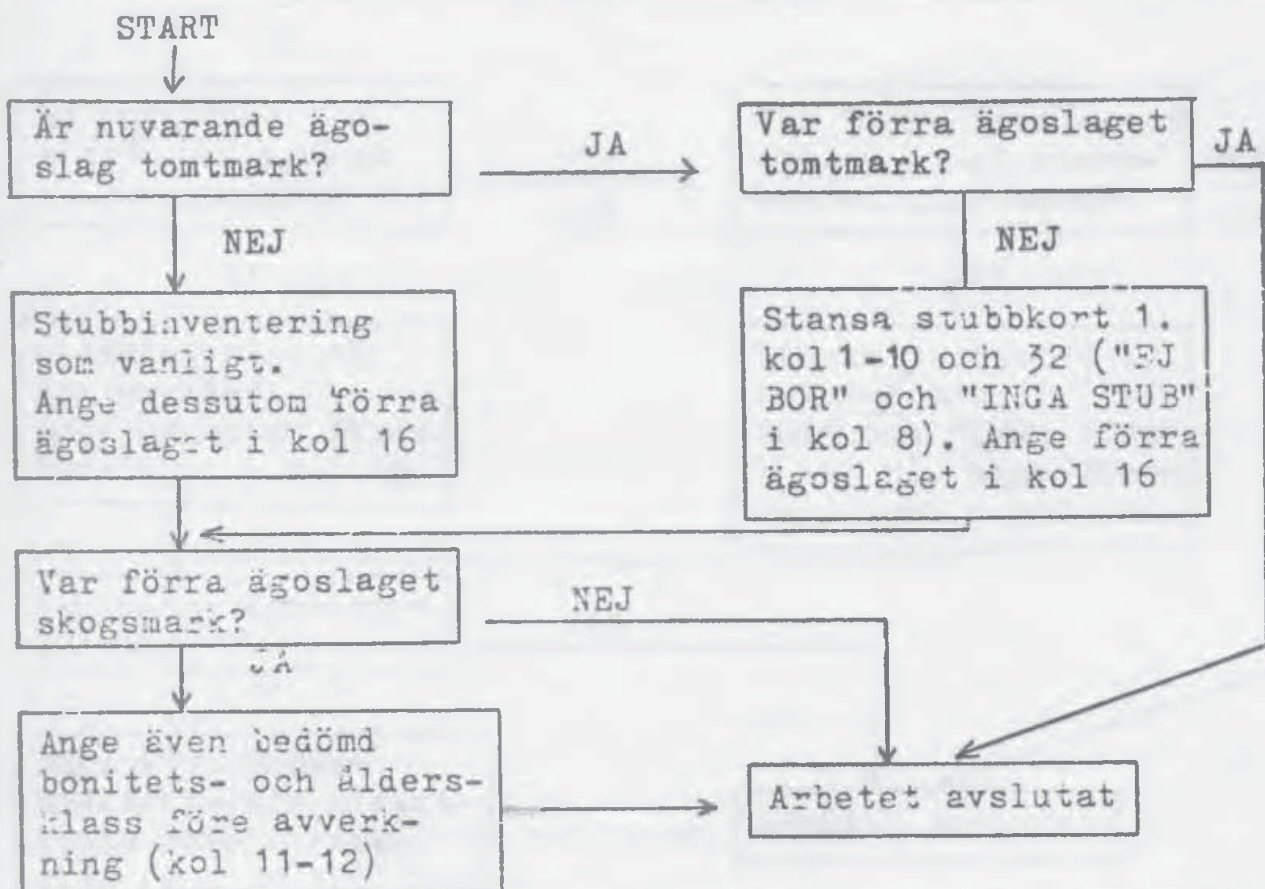 START
Är nuvarande ägo-
slag tomtmark?
JA
Var förra ägoslaget
tomtmark?
JA
NEJ
NEJ
Stubbinventering
som vanligt.
Ange dessutom förra
ägoslaget i kol 16
Stansa stubbkort 1.
kol 1-10 och 32 ("EJ
BOR" och "INGA STUB"
i kol 8). Ange förra
ägoslaget i kol 16
Var förra ägoslaget
skogsmark?
NEJ
JA
Ange även bedömd
bonitets- och ålders-
klass före avverk-
ning (kol 11-12)
Arbetet avslutat